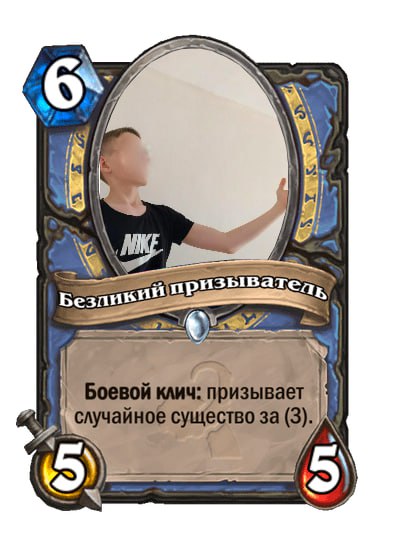 6
NIKE
Безликий призыватель
Боевой клич: призывает
случайное существо за (3).
5
5